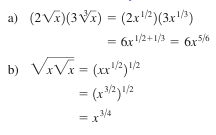 a) (2√x)(3∛x) = (2x^{1/2})(3x^{1/3})
= 6x^{1/2+1/3} = 6x^{5/6}
b) √(x√x) = (xx^{1/2})^{1/2}
= (x^{3/2})^{1/2}
= x^{3/4}